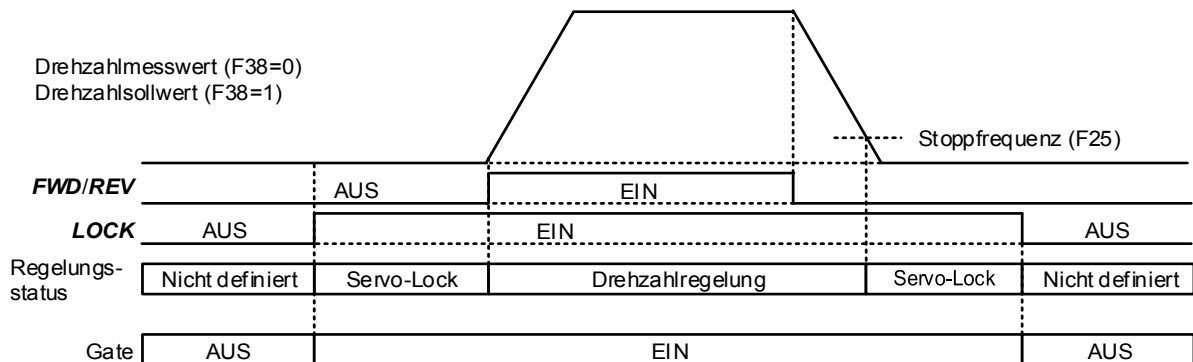 Drehzahlmesswert (F38=0)
Drehzahlsollwert (F38=1)
Stoppfrequenz (F25)
FWD/REV AUS EIN
LOCK AUS EIN AUS
Regelungs-
status Nicht definiert Servo-Lock Drehzahlregelung Servo-Lock Nicht definiert
Gate AUS EIN AUS